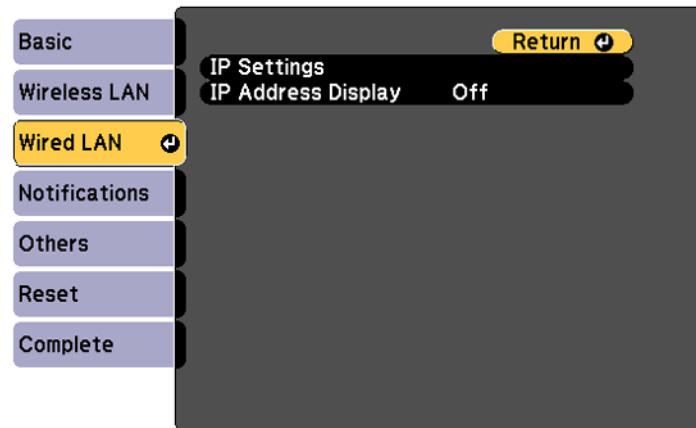 Basic
Wireless LAN
Wired LAN
Notifications
Others
Reset
Complete
Return
IP Settings
IP Address Display Off